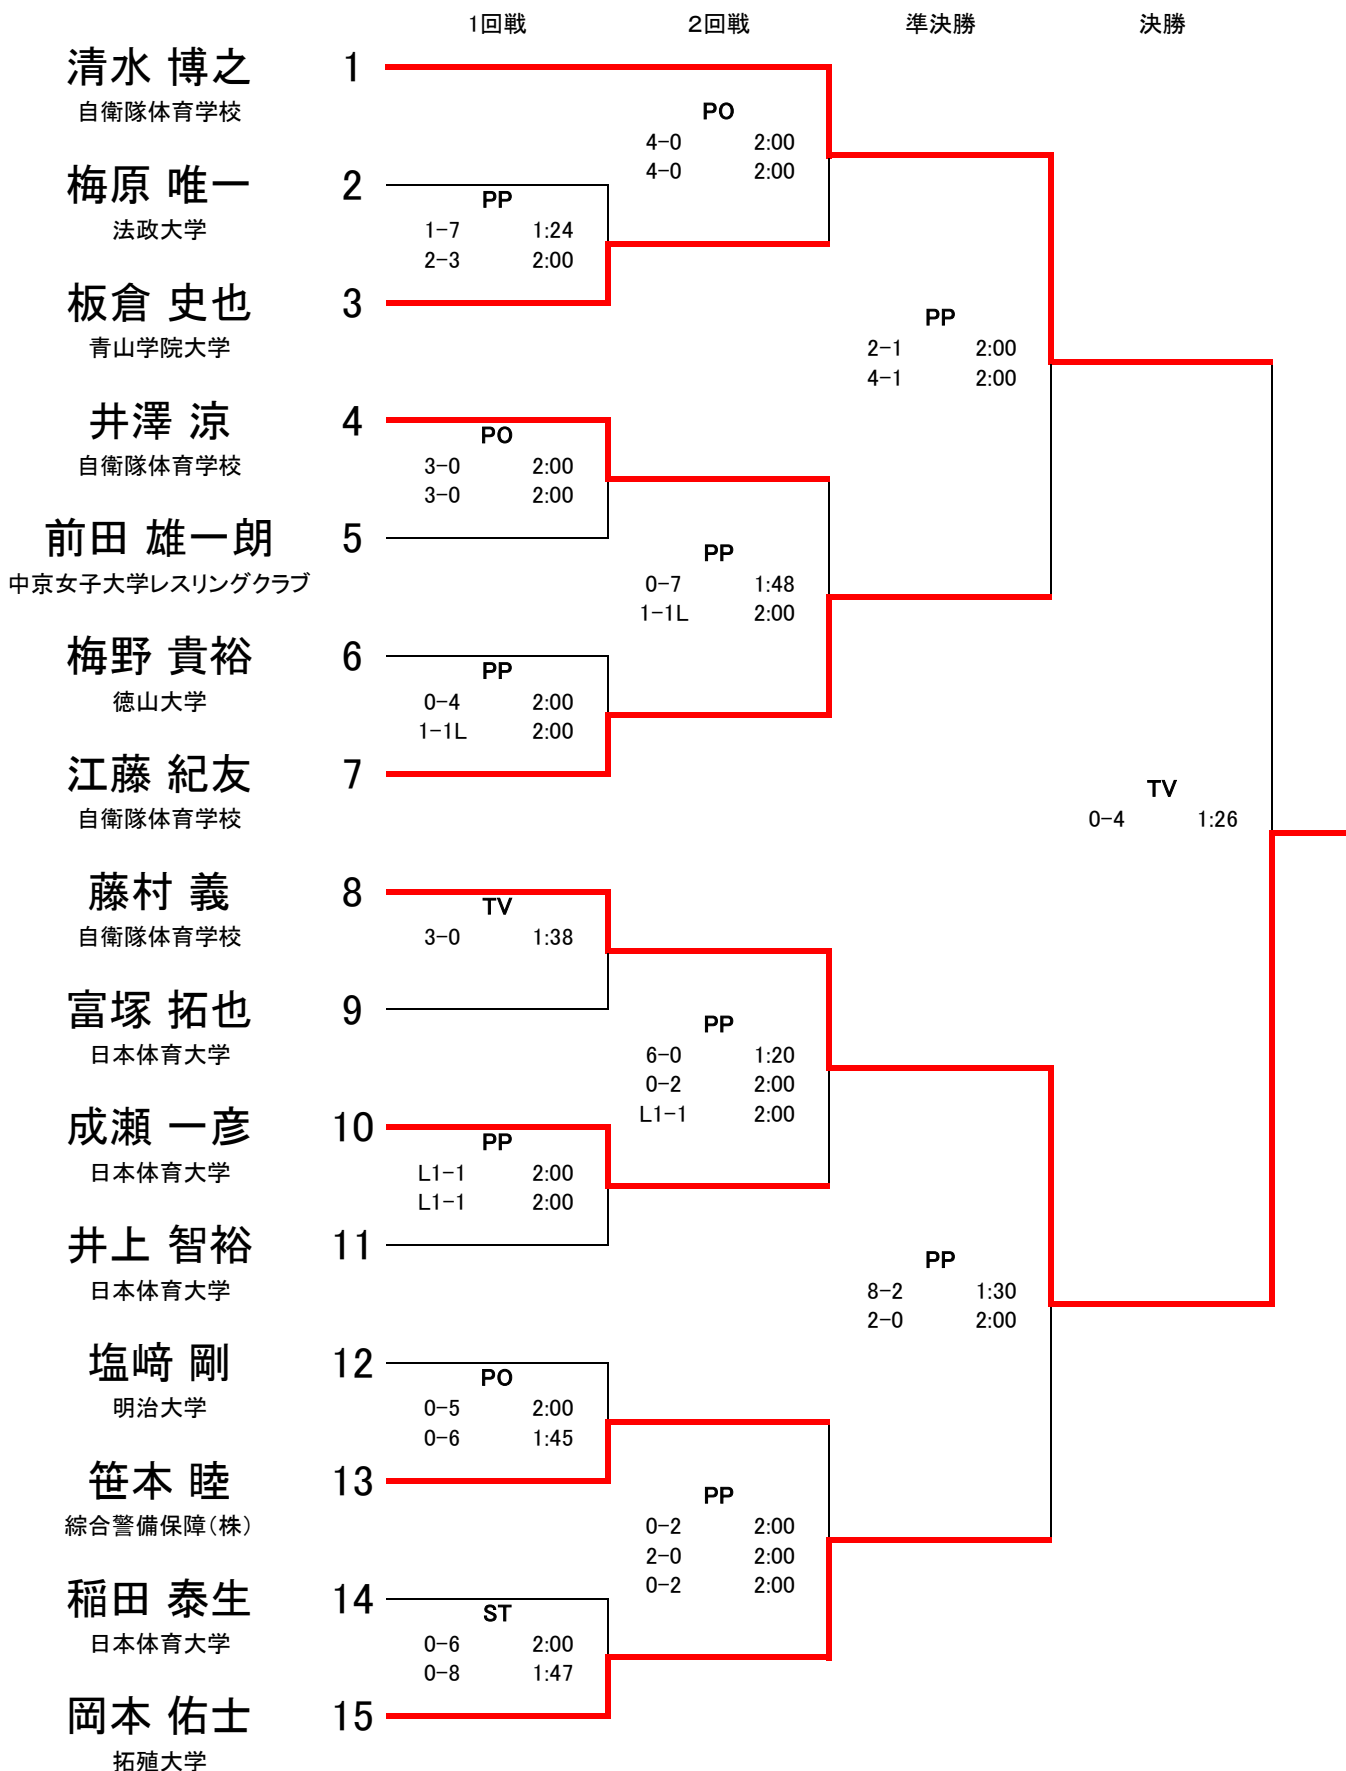 1回戦 2回戦 準決勝 決勝
清水 博之 1
自衛隊体育学校
PO
4-0 2:00
4-0 2:00
梅原 唯一 2
法政大学
PP
1-7 1:24
2-3 2:00
板倉 史也 3
青山学院大学
PP
2-1 2:00
4-1 2:00
井澤 涼 4
自衛隊体育学校
PO
3-0 2:00
3-0 2:00
前田 雄一朗 5
中京女子大学レスリングクラブ
PP
0-7 1:48
1-1L 2:00
梅野 貴裕 6
徳山大学
PP
0-4 2:00
1-1L 2:00
江藤 紀友 7
自衛隊体育学校
TV
0-4 1:26
藤村 義 8
自衛隊体育学校
TV
3-0 1:38
富塚 拓也 9
日本体育大学
PP
6-0 1:20
0-2 2:00
L1-1 2:00
成瀬 一彦 10
日本体育大学
PP
L1-1 2:00
L1-1 2:00
井上 智裕 11
日本体育大学
PP
8-2 1:30
2-0 2:00
塩﨑 剛 12
明治大学
PO
0-5 2:00
0-6 1:45
笹本 睦 13
綜合警備保障(株)
PP
0-2 2:00
2-0 2:00
0-2 2:00
稲田 泰生 14
日本体育大学
ST
0-6 2:00
0-8 1:47
岡本 佑士 15
拓殖大学